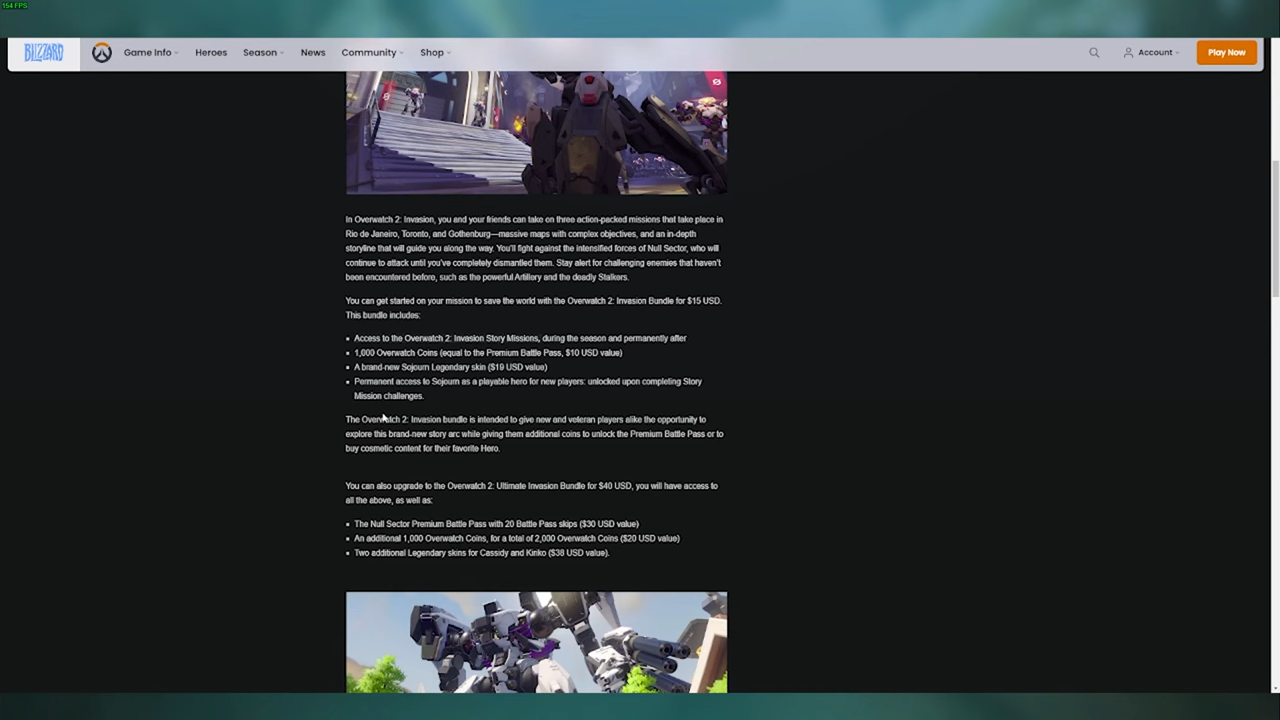 154 FPS
BLIZZARD Game Info Heroes Season News Community Shop Account Play Now
In Overwatch 2: Invasion, you and your friends can take on three action-packed missions that take place in
Rio de Janeiro, Toronto, and Gothenburg—massive maps with complex objectives, and an in-depth
storyline that will guide you along the way. You'll fight against the intensified forces of Null Sector, who will
continue to attack until you've completely dismantled them. Stay alert for challenging enemies that haven't
been encountered before, such as the powerful Artillery and the deadly Stalkers.
You can get started on your mission to save the world with the Overwatch 2: Invasion Bundle for $15 USD.
This bundle includes:
Access to the Overwatch 2: Invasion Story Missions, during the season and permanently after
1,000 Overwatch Coins (equal to the Premium Battle Pass, $10 USD value)
A brand-new Sojourn Legendary skin ($19 USD value)
Permanent access to Sojourn as a playable hero for new players: unlocked upon completing Story
Mission challenges.
The Overwatch 2: Invasion bundle is intended to give new and veteran players alike the opportunity to
explore this brand-new story arc while giving them additional coins to unlock the Premium Battle Pass or to
buy cosmetic content for their favorite Hero.
You can also upgrade to the Overwatch 2: Ultimate Invasion Bundle for $40 USD, you will have access to
all the above, as well as:
The Null Sector Premium Battle Pass with 20 Battle Pass skips ($30 USD value)
An additional 1,000 Overwatch Coins, for a total of 2,000 Overwatch Coins ($20 USD value)
Two additional Legendary skins for Cassidy and Kiriko ($38 USD value).